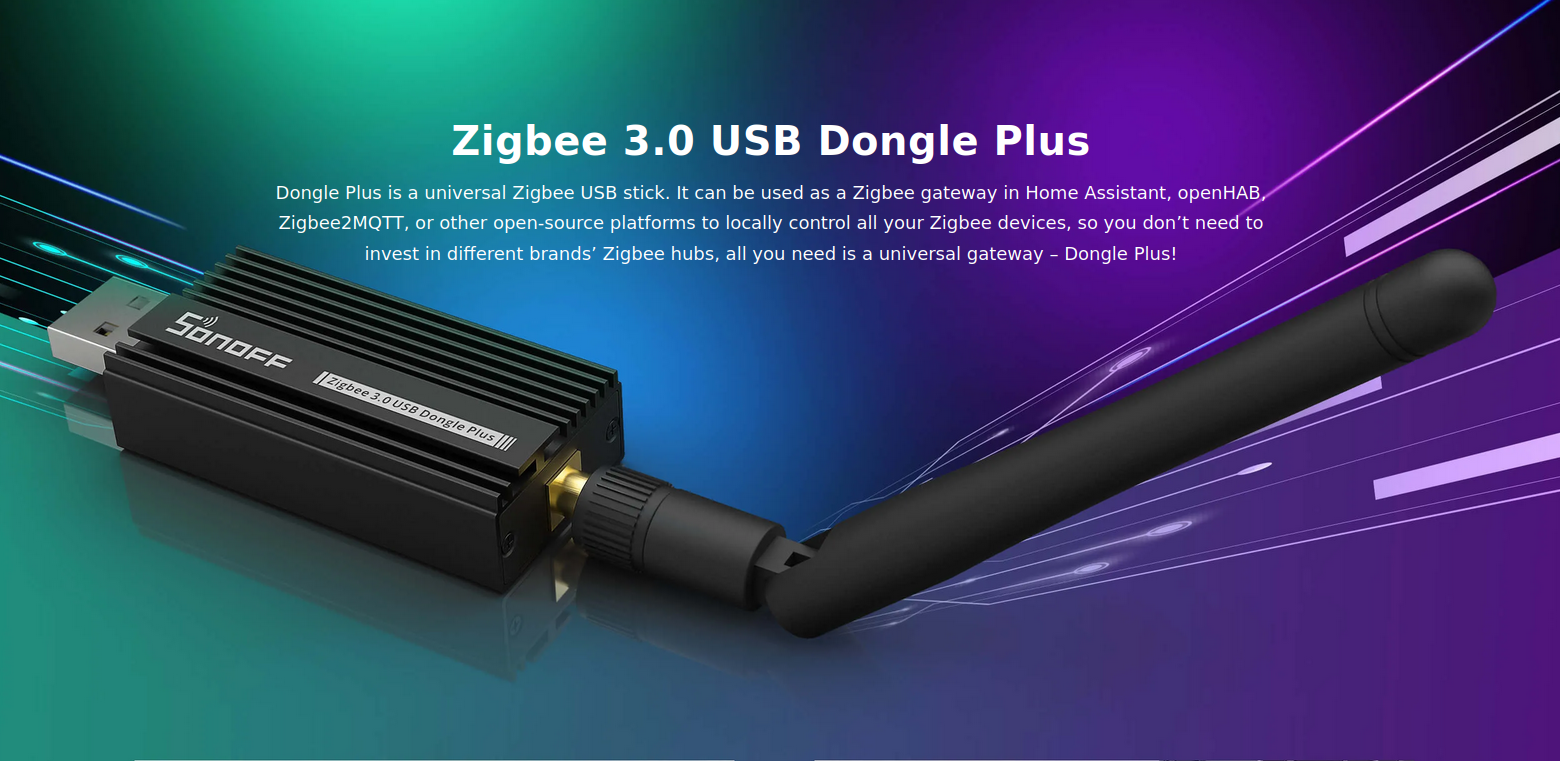 Zigbee 3.0 USB Dongle Plus
Dongle Plus is a universal Zigbee USB stick. It can be used as a Zigbee gateway in Home Assistant, openHAB,
Zigbee2MQTT, or other open-source platforms to locally control all your Zigbee devices, so you don’t need to
invest in different brands’ Zigbee hubs, all you need is a universal gateway – Dongle Plus!
SONOFF
Zigbee 3.0 USB Dongle Plus